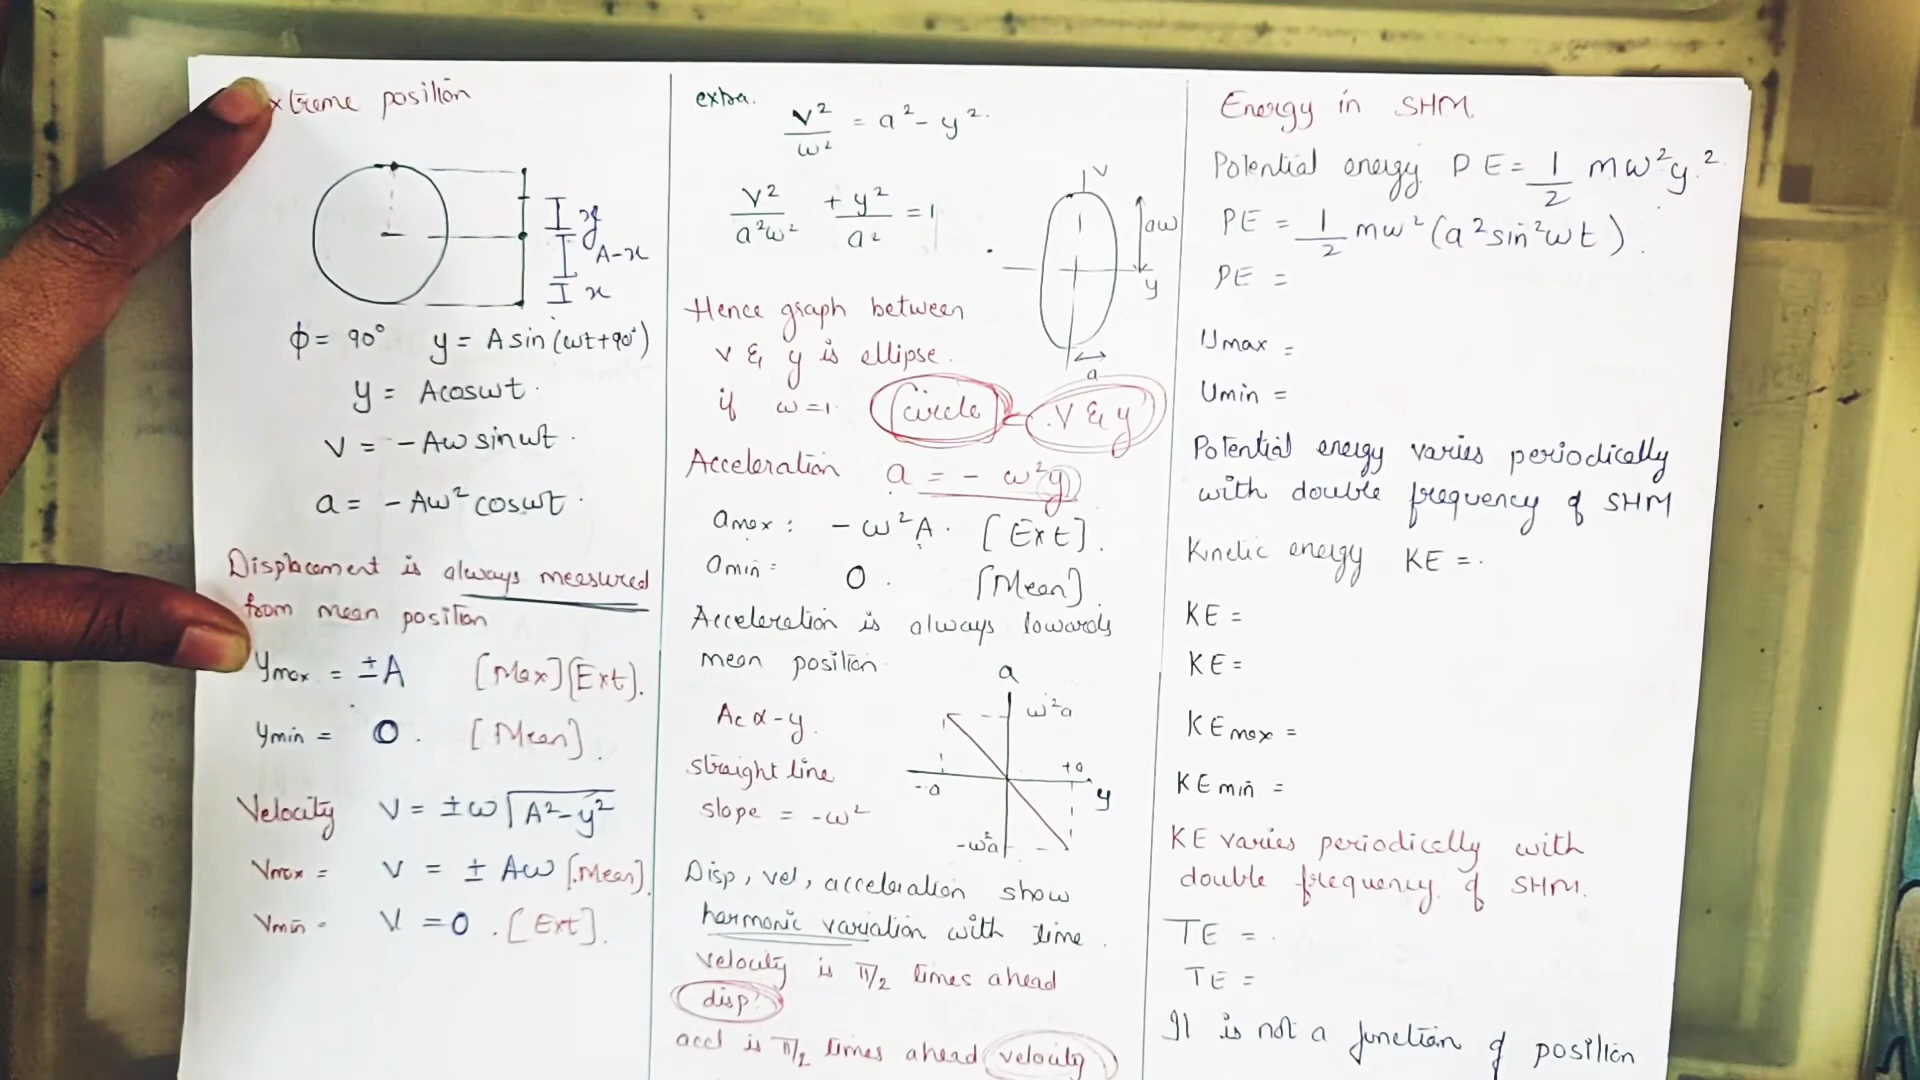 xtreme position
I y
I A-x
I x
ϕ = 90° y = A sin (ωt+90°)
y = Acosωt.
v = -Aω sinωt.
a = -Aω² cosωt.
Displacement is always measured
from mean position
ymax = ±A [Max][Ext].
ymin = 0. [Mean].
Velocity v = ±ω√A²-y²
Vmax = V = ± Aω [Mean].
Vmin = V = 0. [Ext].
extra.
V²/ω² = a² - y².
V²/a²ω² + y²/a² = 1
V
aω
y
a
Hence graph between
V & y is ellipse.
if ω=1 circle = V & y
Acceleration a = - ω²y
amax: -ω²A. [Ext].
amin: 0. [Mean]
Acceleration is always towards
mean position
a
ω²a
Ac α -y.
straight line
-a +a
y
slope = -ω²
-ω²a
Disp, vel, acceleration show
harmonic variation with time.
velocity is π/2 times ahead
disp.
accl is π/2 times ahead velocity
Energy in SHM
Potential energy PE = 1/2 mω²y².
PE = 1/2 mω²(a²sin²ωt).
PE =
Umax =
Umin =
Potential energy varies periodically
with double frequency of SHM
Kinetic energy KE =.
KE =
KE =
KEmax =
KEmin =
KE varies periodically with
double frequency of SHM.
TE =.
TE =
It is not a function of position